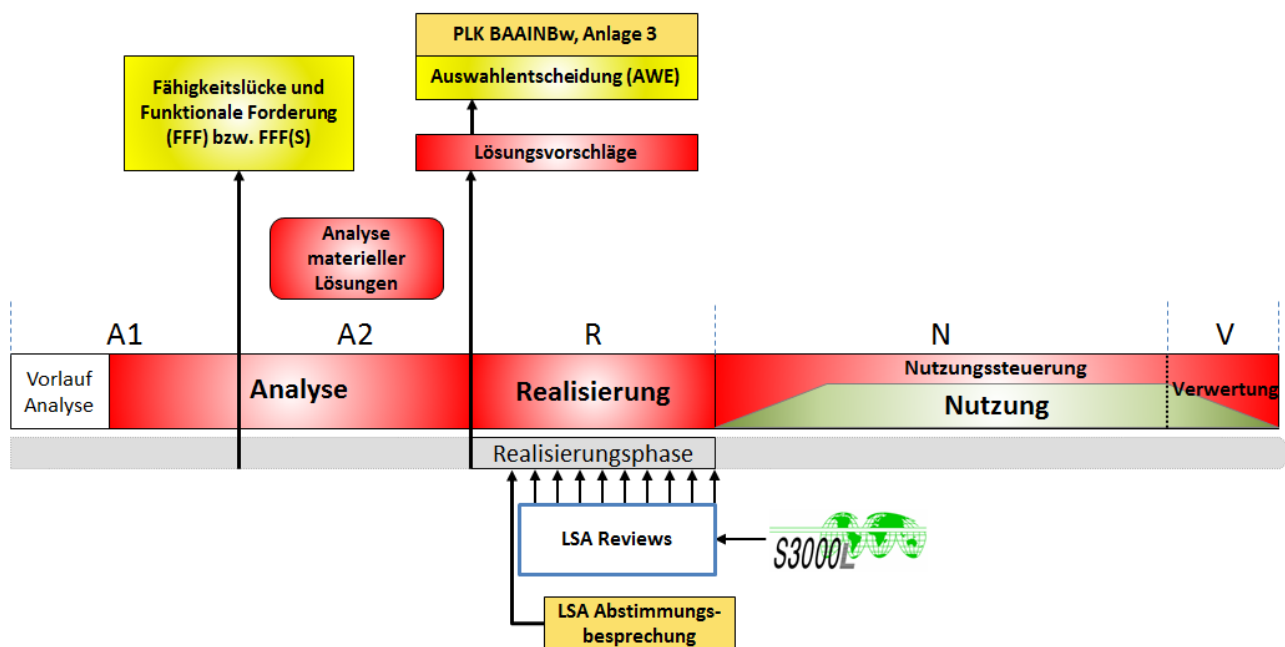 PLK BAAINBw, Anlage 3
Auswahlentscheidung (AWE)
Fähigkeitslücke und
Funktionale Forderung
(FFF) bzw. FFF(S)
Lösungsvorschläge
Analyse
materieller
Lösungen
A1
A2
R
N
V
Vorlauf
Analyse
Analyse
Realisierung
Nutzungssteuerung
Nutzung
Verwertung
Realisierungsphase
LSA Reviews
S3000L
LSA Abstimmungs-
besprechung